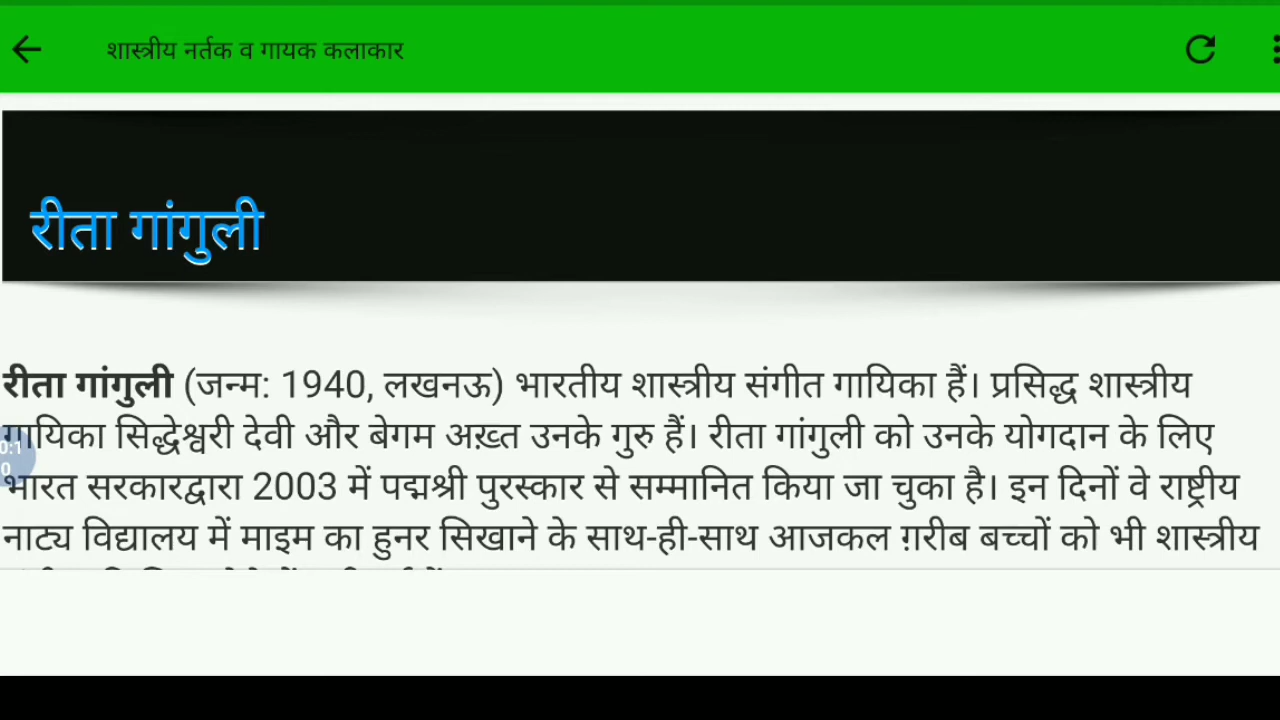 शास्त्रीय नर्तक व गायक कलाकार
रीता गांगुली
रीता गांगुली (जन्म: 1940, लखनऊ) भारतीय शास्त्रीय संगीत गायिका हैं। प्रसिद्ध शास्त्रीय
गायिका सिद्धेश्वरी देवी और बेगम अख़्त उनके गुरु हैं। रीता गांगुली को उनके योगदान के लिए
भारत सरकारद्वारा 2003 में पद्मश्री पुरस्कार से सम्मानित किया जा चुका है। इन दिनों वे राष्ट्रीय
नाट्य विद्यालय में माइम का हुनर सिखाने के साथ-ही-साथ आजकल ग़रीब बच्चों को भी शास्त्रीय